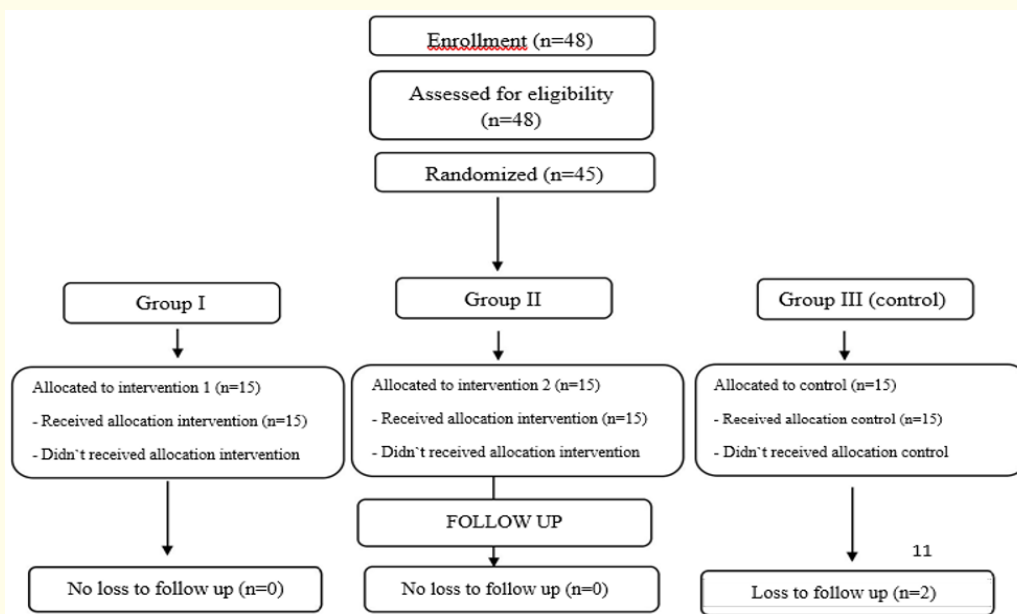 Enrollment (n=48)
Assessed for eligibility
(n=48)
Randomized (n=45)
Group I
Group II
Group III (control)
Allocated to intervention 1 (n=15)
- Received allocation intervention (n=15)
- Didn`t received allocation intervention
Allocated to intervention 2 (n=15)
- Received allocation intervention (n=15)
- Didn`t received allocation intervention
Allocated to control (n=15)
- Received allocation control (n=15)
- Didn`t received allocation control
FOLLOW UP
11
No loss to follow up (n=0)
No loss to follow up (n=0)
Loss to follow up (n=2)